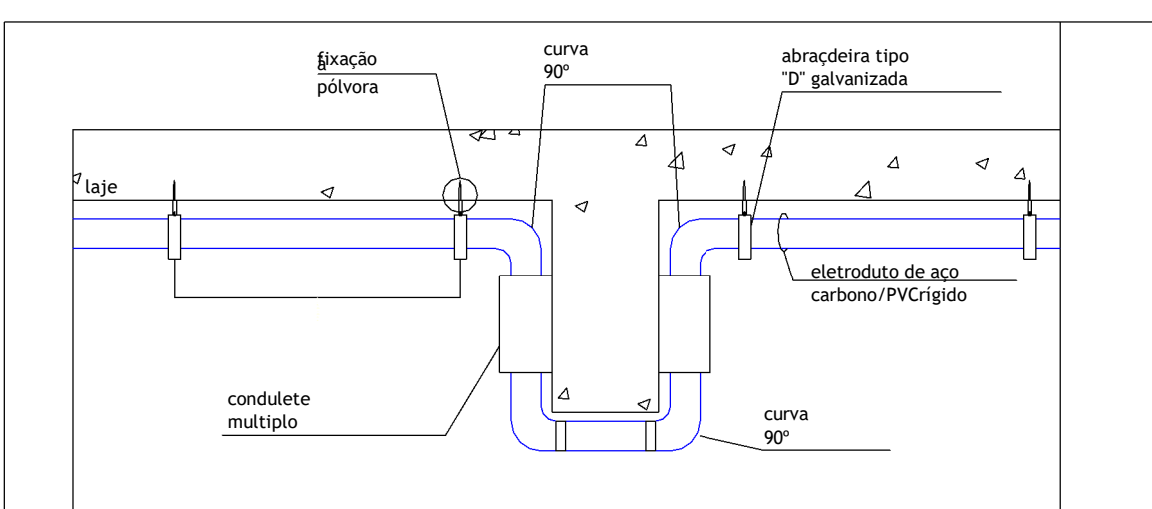 fixação
à
pólvora
curva
90º
abraçdeira tipo
"D" galvanizada
laje
eletroduto de aço
carbono/PVCrígido
condulete
multiplo
curva
90º